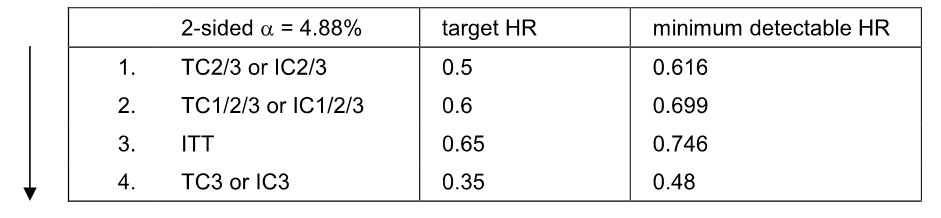 2-sided α = 4.88% target HR minimum detectable HR
1. TC2/3 or IC2/3 0.5 0.616
2. TC1/2/3 or IC1/2/3 0.6 0.699
3. ITT 0.65 0.746
4. TC3 or IC3 0.35 0.48